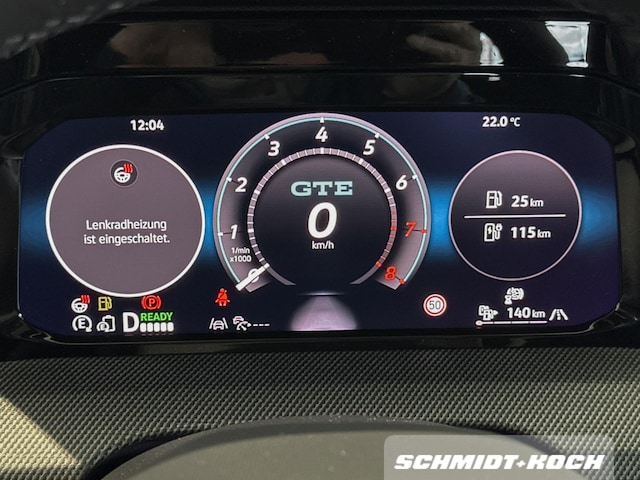 12:04
22.0 °C
Lenkradheizung
ist eingeschaltet.
1 2 3 4 5 6 7 8
1/min
x1000
GTE
0
km/h
25 km
115 km
E
P
D READY
---
50
140 km
SCHMIDT+KOCH